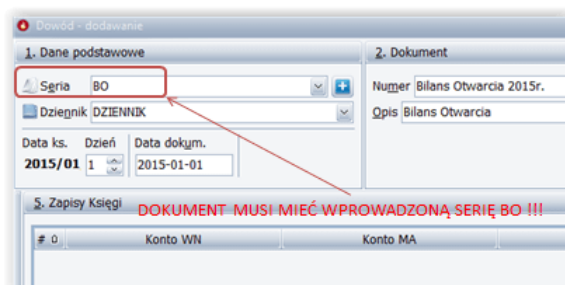 Dowód - dodawanie
1. Dane podstawowe
2. Dokument
Seria BO
Numer Bilans Otwarcia 2015r.
Dziennik DZIENNIK
Opis Bilans Otwarcia
Data ks. Dzień Data dokum.
2015/01 1 2015-01-01
5. Zapisy Księgi
DOKUMENT MUSI MIEĆ WPROWADZONĄ SERIĘ BO !!!
# 0 Konto WN Konto MA